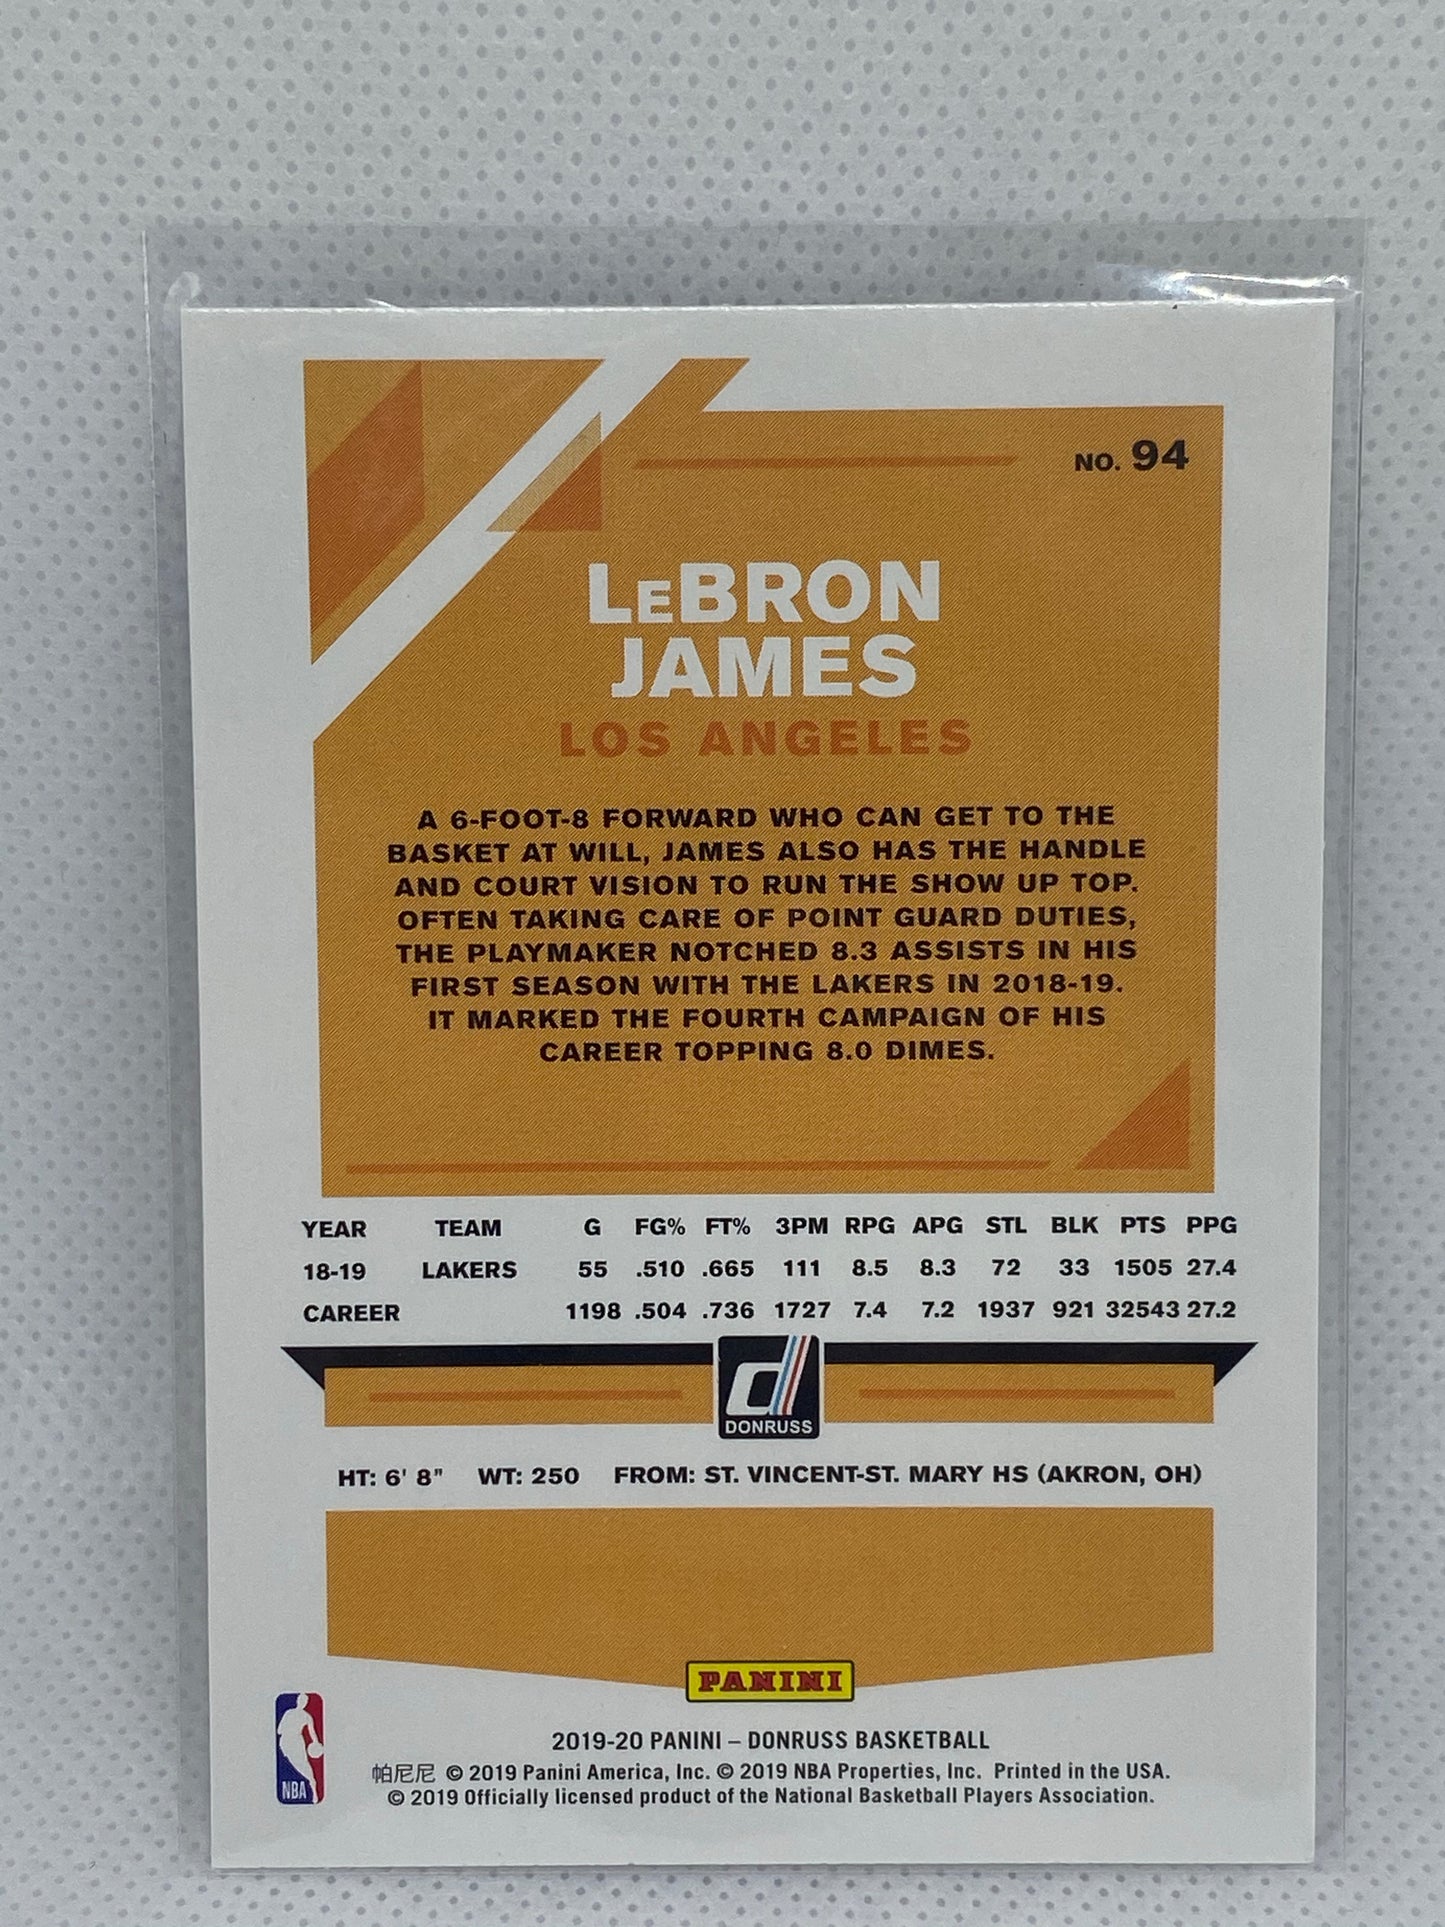 NO. 94
LeBRON
JAMES
LOS ANGELES
A 6-FOOT-8 FORWARD WHO CAN GET TO THE
BASKET AT WILL, JAMES ALSO HAS THE HANDLE
AND COURT VISION TO RUN THE SHOW UP TOP.
OFTEN TAKING CARE OF POINT GUARD DUTIES,
THE PLAYMAKER NOTCHED 8.3 ASSISTS IN HIS
FIRST SEASON WITH THE LAKERS IN 2018-19.
IT MARKED THE FOURTH CAMPAIGN OF HIS
CAREER TOPPING 8.0 DIMES.
YEAR TEAM G FG% FT% 3PM RPG APG STL BLK PTS PPG
18-19 LAKERS 55 .510 .665 111 8.5 8.3 72 33 1505 27.4
CAREER 1198 .504 .736 1727 7.4 7.2 1937 921 32543 27.2
d
DONRUSS
HT: 6' 8" WT: 250 FROM: ST. VINCENT-ST. MARY HS (AKRON, OH)
PANINI
NBA
2019-20 PANINI – DONRUSS BASKETBALL
帕尼尼 © 2019 Panini America, Inc. © 2019 NBA Properties, Inc. Printed in the USA.
© 2019 Officially licensed product of the National Basketball Players Association.